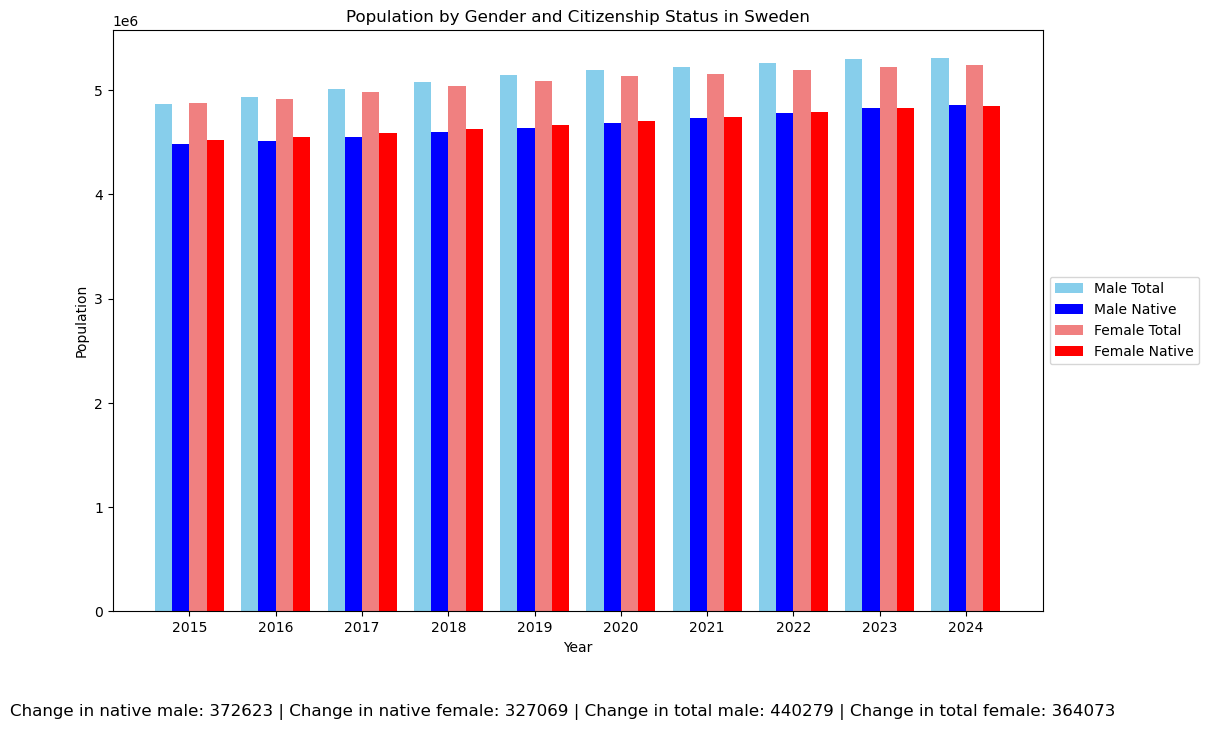 Population by Gender and Citizenship Status in Sweden
1e6
5
4
3
2
1
0
Population
2015 2016 2017 2018 2019 2020 2021 2022 2023 2024
Year
Male Total
Male Native
Female Total
Female Native
Change in native male: 372623 | Change in native female: 327069 | Change in total male: 440279 | Change in total female: 364073